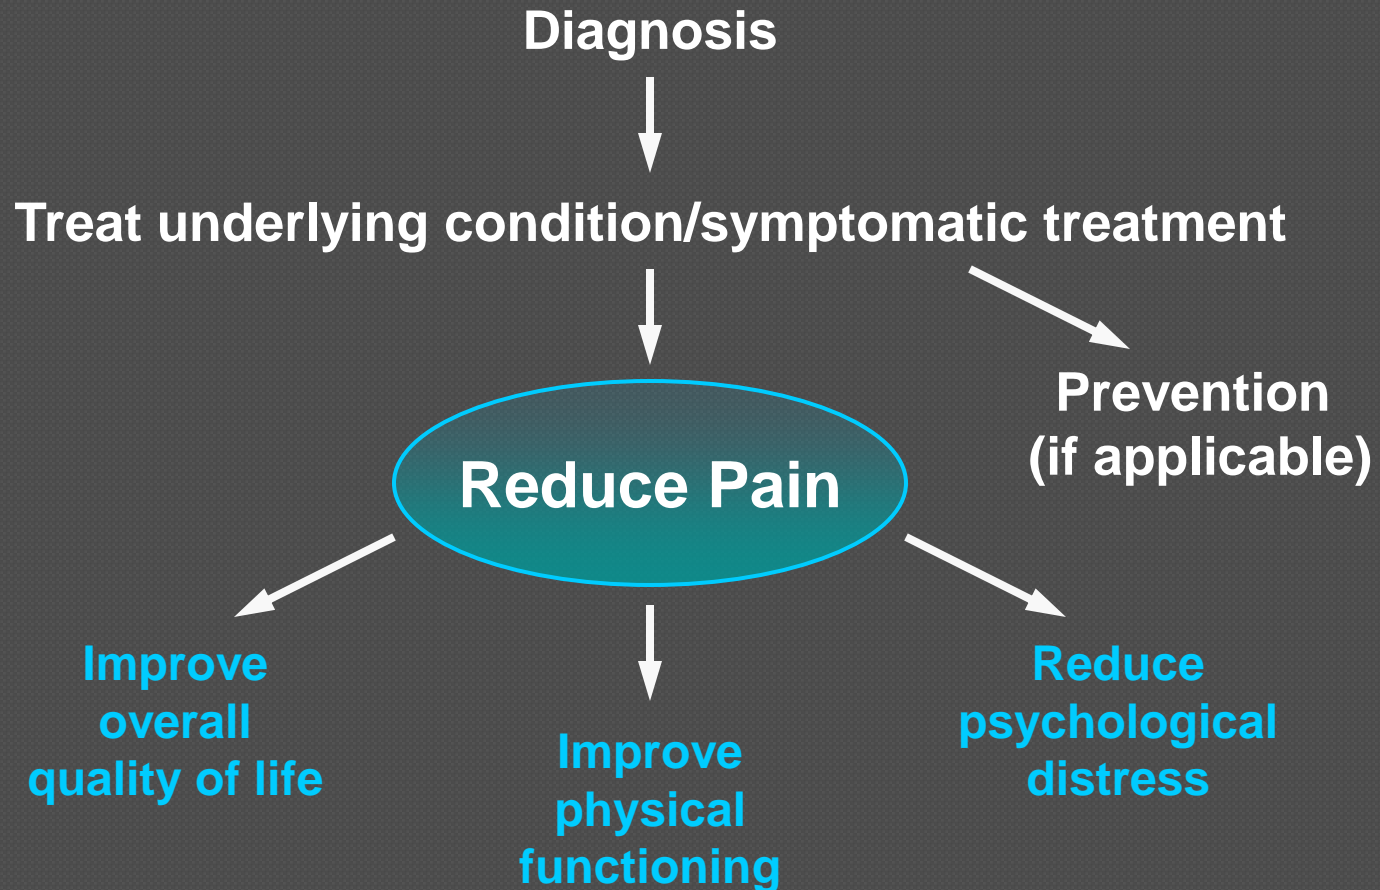 Diagnosis
Treat underlying condition/symptomatic treatment
Prevention
(if applicable)
Reduce Pain
Improve
overall
quality of life
Improve
physical
functioning
Reduce
psychological
distress